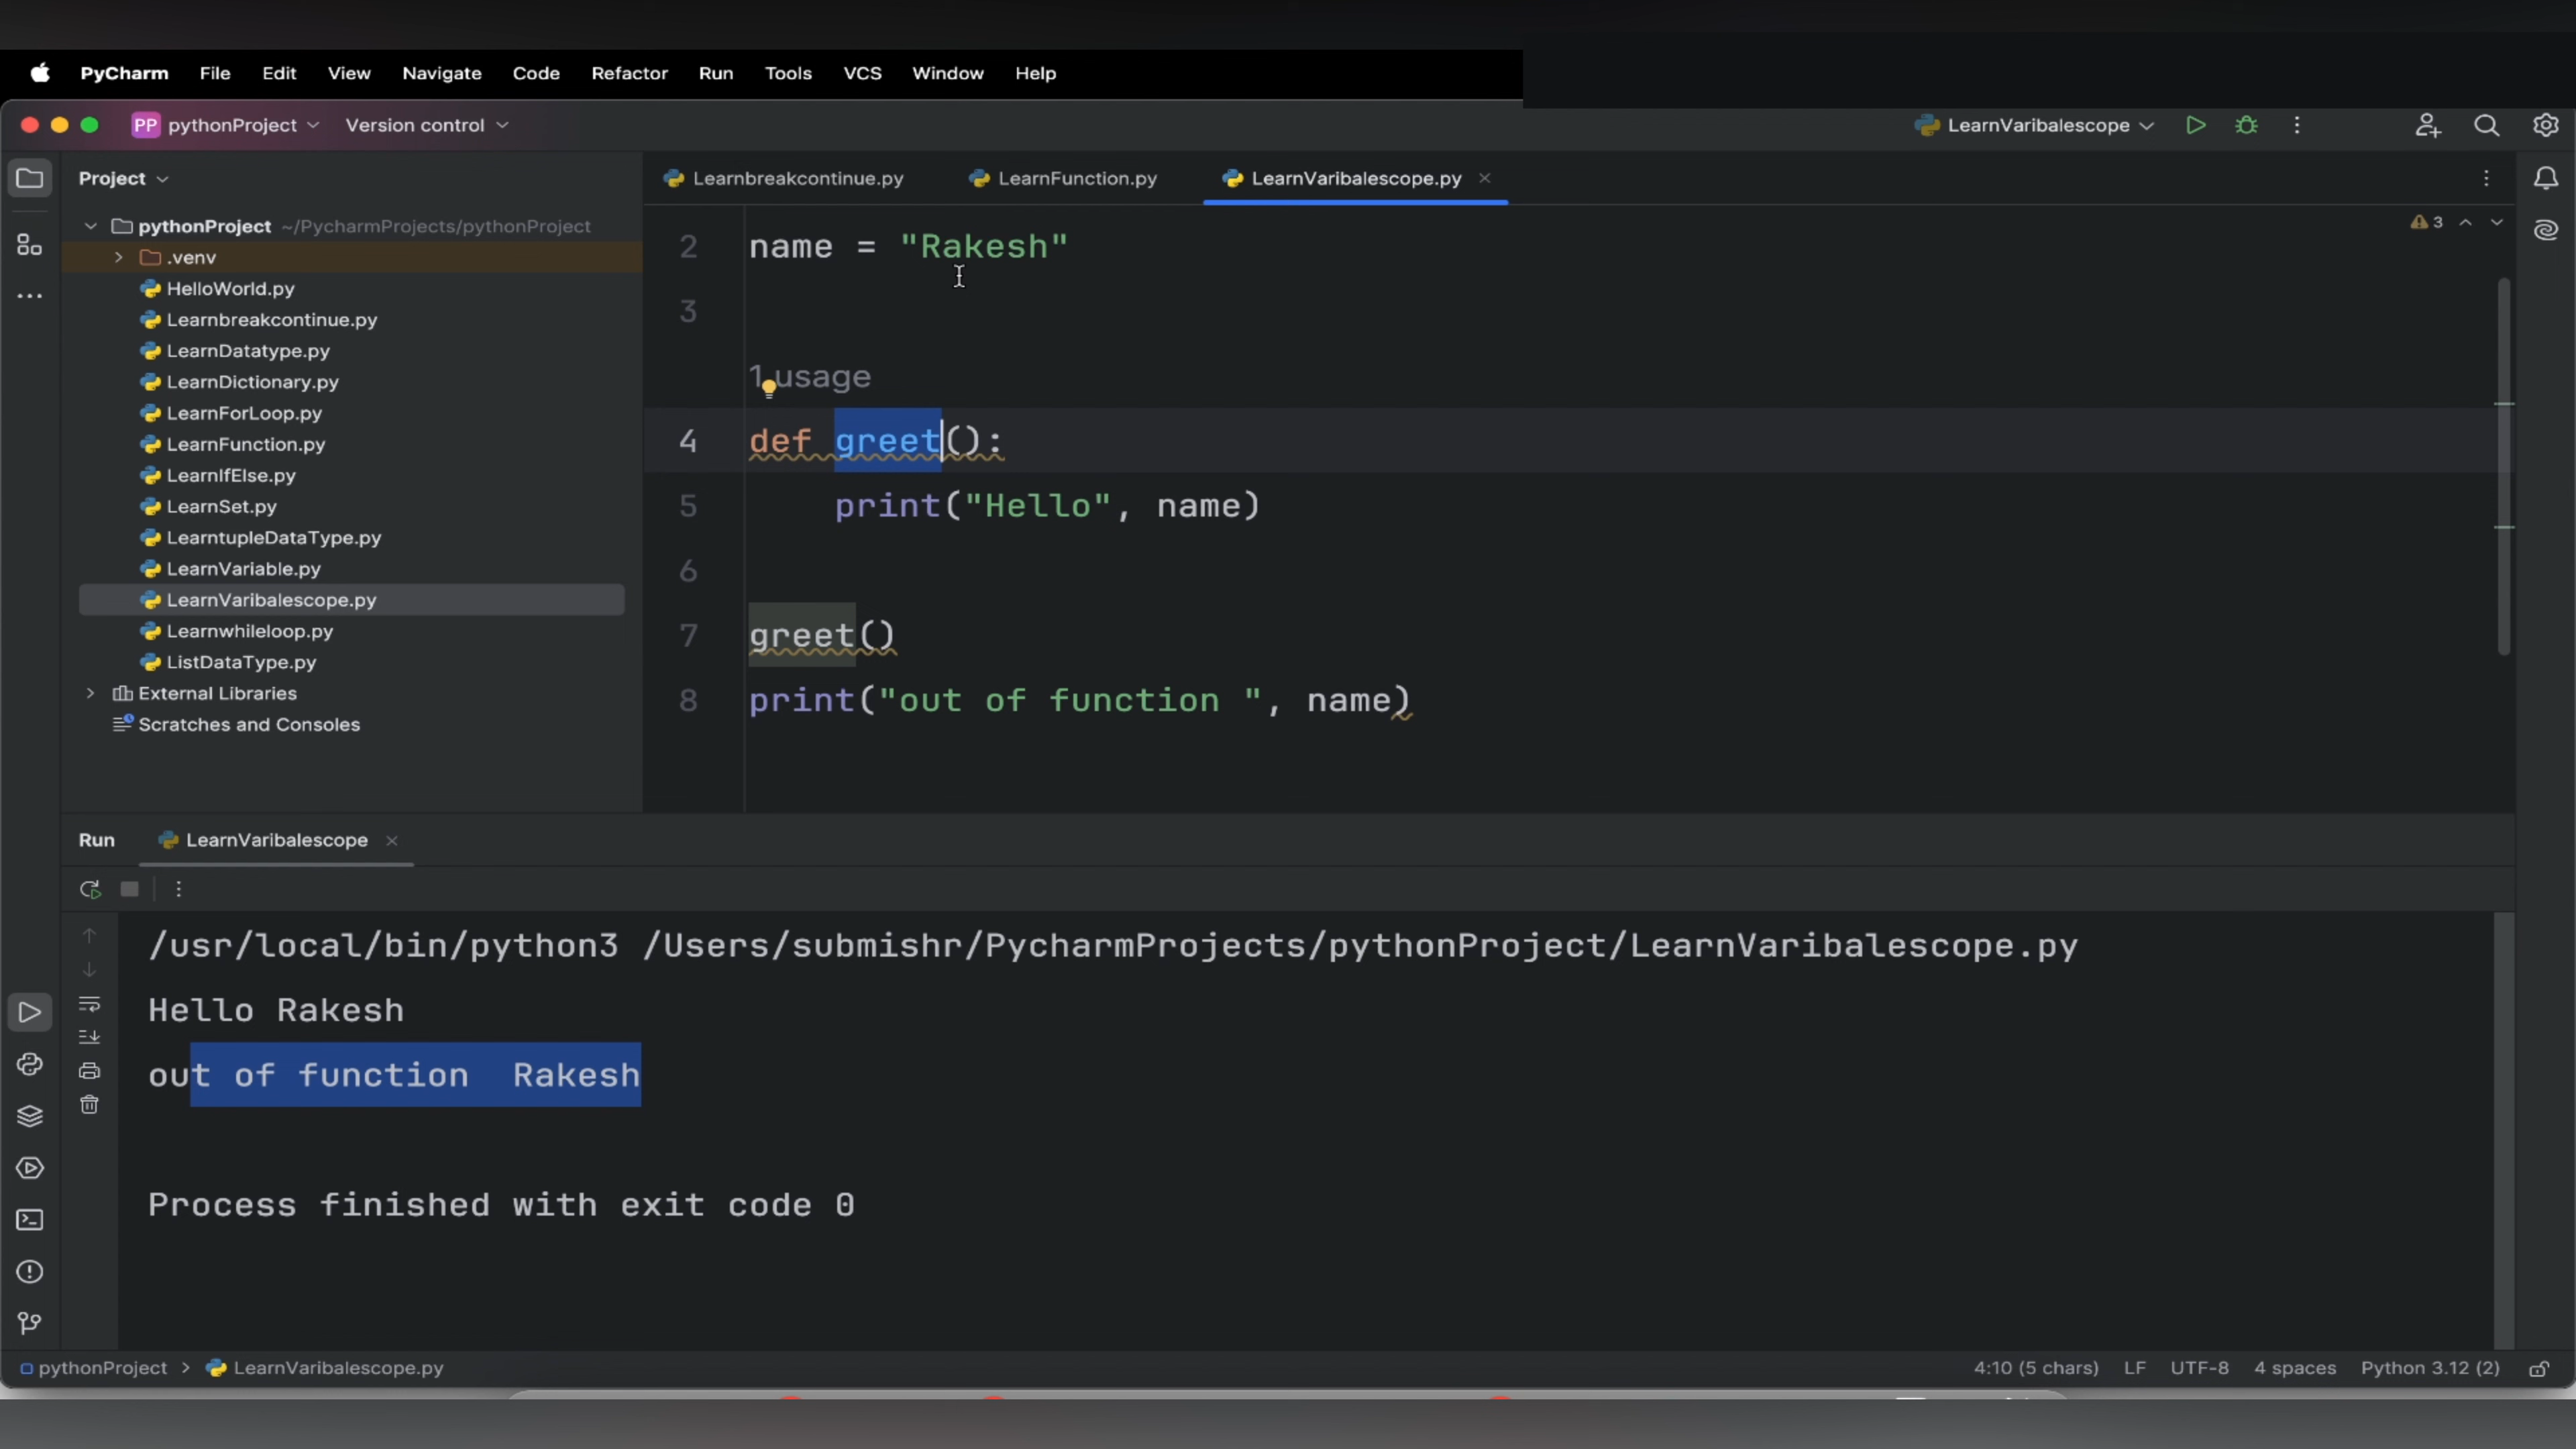 PyCharm File Edit View Navigate Code Refactor Run Tools VCS Window Help
PP pythonProject Version control LearnVaribalescope
Project
Learnbreakcontinue.py LearnFunction.py LearnVaribalescope.py
pythonProject ~/PycharmProjects/pythonProject
.venv
HelloWorld.py
Learnbreakcontinue.py
LearnDatatype.py
LearnDictionary.py
LearnForLoop.py
LearnFunction.py
LearnIfElse.py
LearnSet.py
LearntupleDataType.py
LearnVariable.py
LearnVaribalescope.py
Learnwhileloop.py
ListDataType.py
External Libraries
Scratches and Consoles
3
2 name = "Rakesh"
3
1 usage
4 def greet():
5 print("Hello", name)
6
7 greet()
8 print("out of function ", name)
Run LearnVaribalescope
/usr/local/bin/python3 /Users/submishr/PycharmProjects/pythonProject/LearnVaribalescope.py
Hello Rakesh
out of function  Rakesh
Process finished with exit code 0
pythonProject > LearnVaribalescope.py 4:10 (5 chars) LF UTF-8 4 spaces Python 3.12 (2)